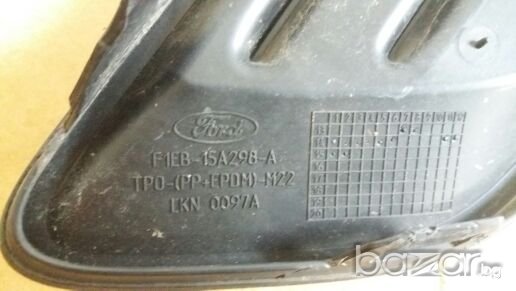 Ford
F1EB-15A298-A
TPO-(PP+EPDM)-M22
LKN 0097A
bazar.bg